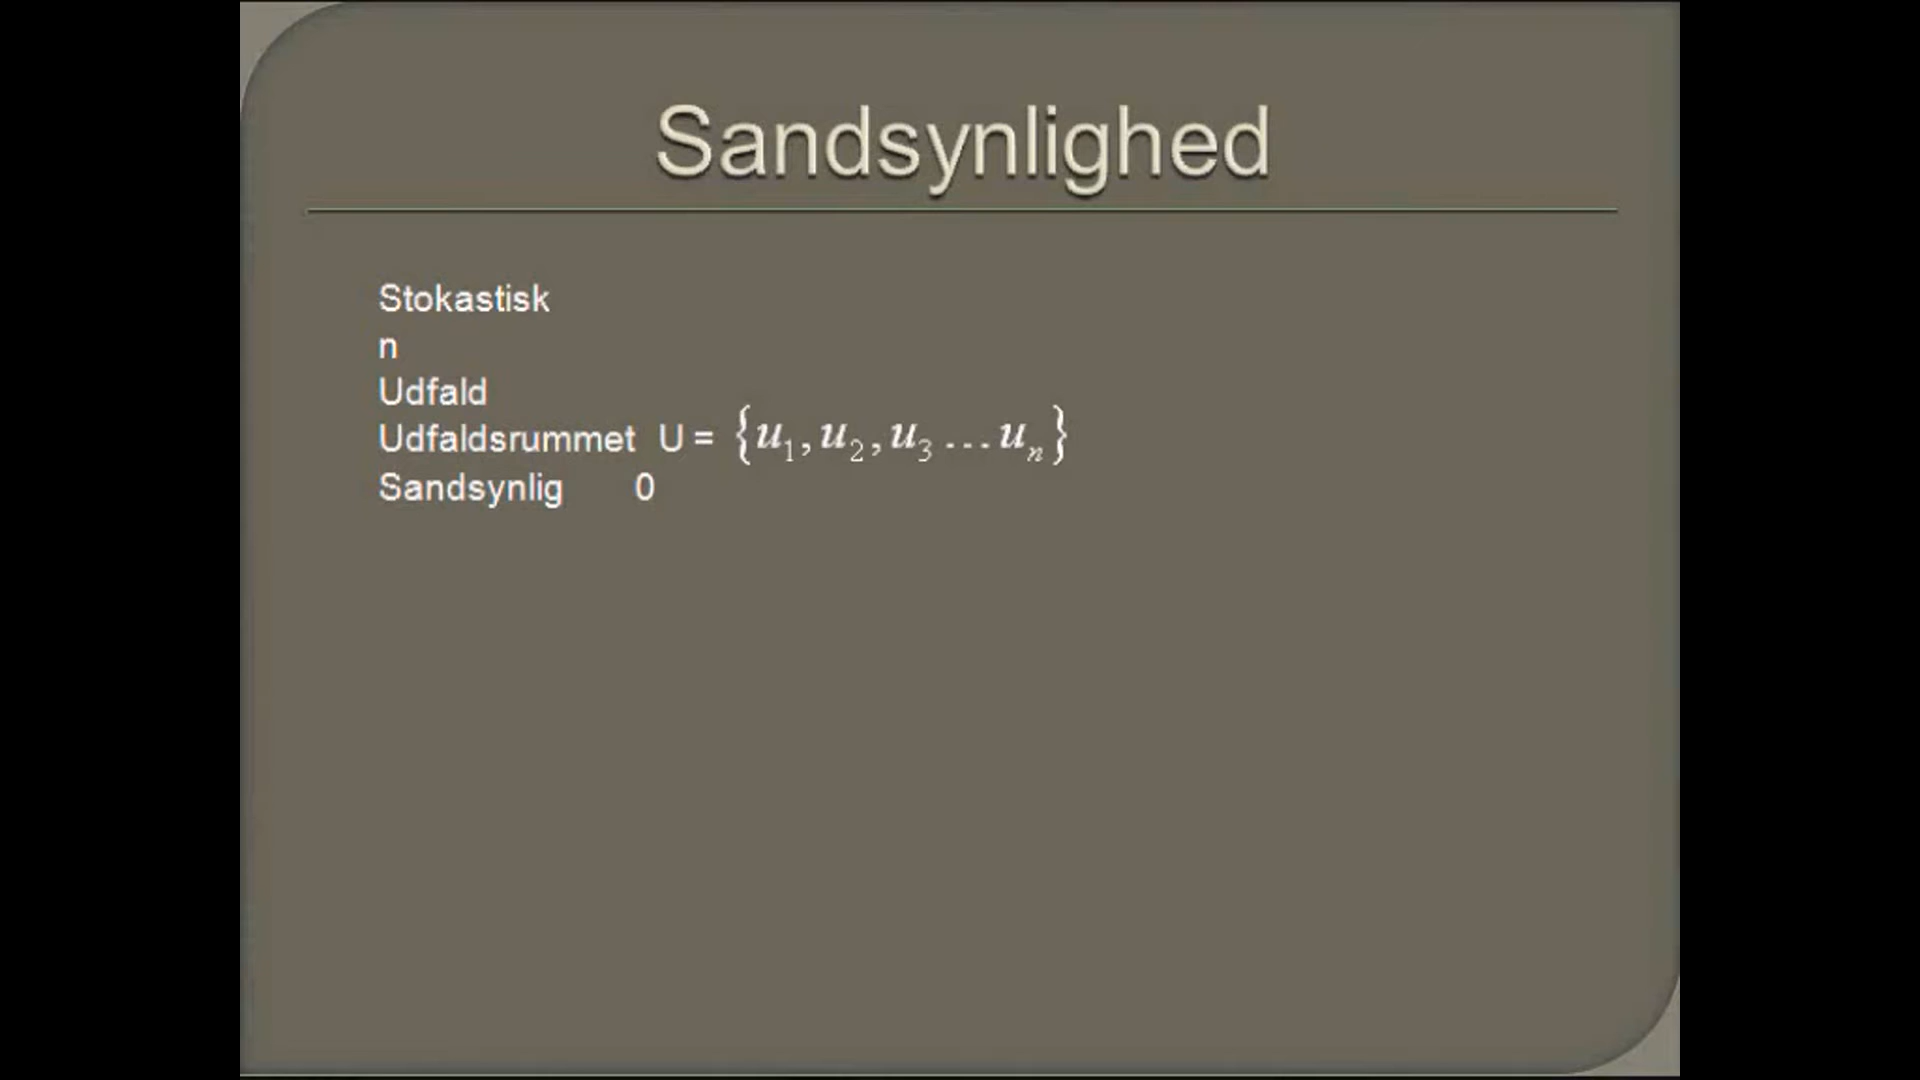 Sandsynlighed
Stokastisk
n
Udfald
Udfaldsrummet U = {u₁, u₂, u₃ ... uₙ}
Sandsynlig 0